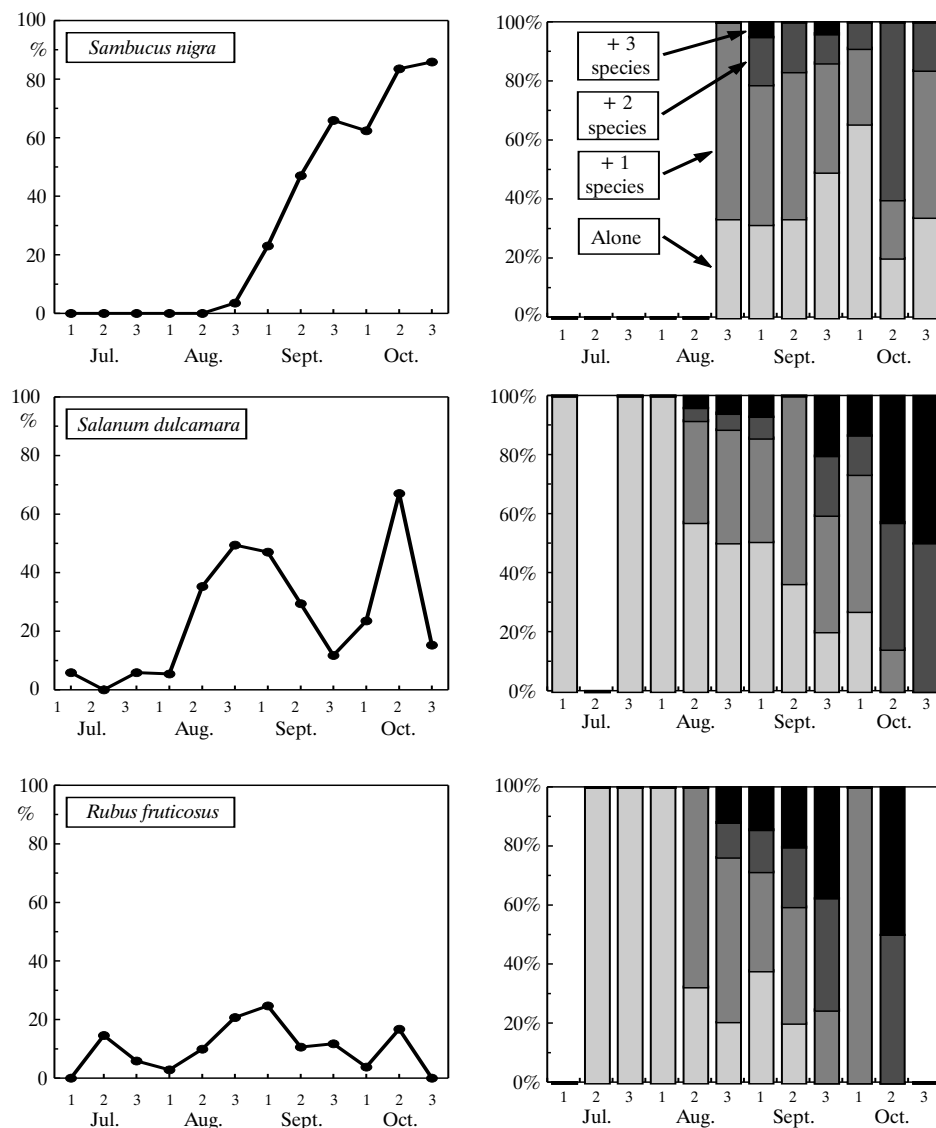 100
%
80
60
40
20
0
Sambucus nigra
1 2 3 1 2 3 1 2 3 1 2 3
Jul. Aug. Sept. Oct.
100%
80%
60%
40%
20%
0%
+ 3
species
+ 2
species
+ 1
species
Alone
1 2 3 1 2 3 1 2 3 1 2 3
Jul. Aug. Sept. Oct.
100
%
80
60
40
20
0
Salanum dulcamara
1 2 3 1 2 3 1 2 3 1 2 3
Jul. Aug. Sept. Oct.
100%
80%
60%
40%
20%
0%
1 2 3 1 2 3 1 2 3 1 2 3
Jul. Aug. Sept. Oct.
100
%
80
60
40
20
0
Rubus fruticosus
1 2 3 1 2 3 1 2 3 1 2 3
Jul. Aug. Sept. Oct.
100%
80%
60%
40%
20%
0%
1 2 3 1 2 3 1 2 3 1 2 3
Jul. Aug. Sept. Oct.